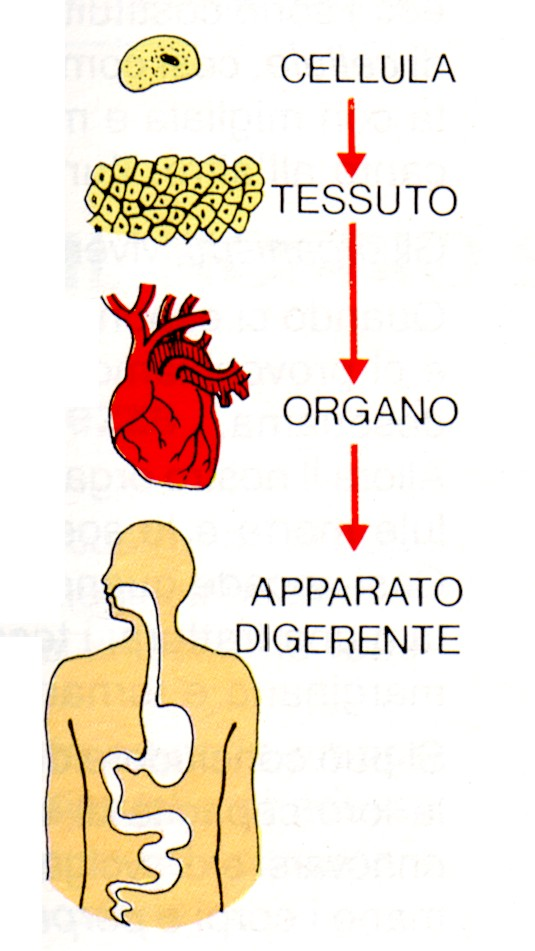 CELLULA
TESSUTO
ORGANO
APPARATO
DIGERENTE